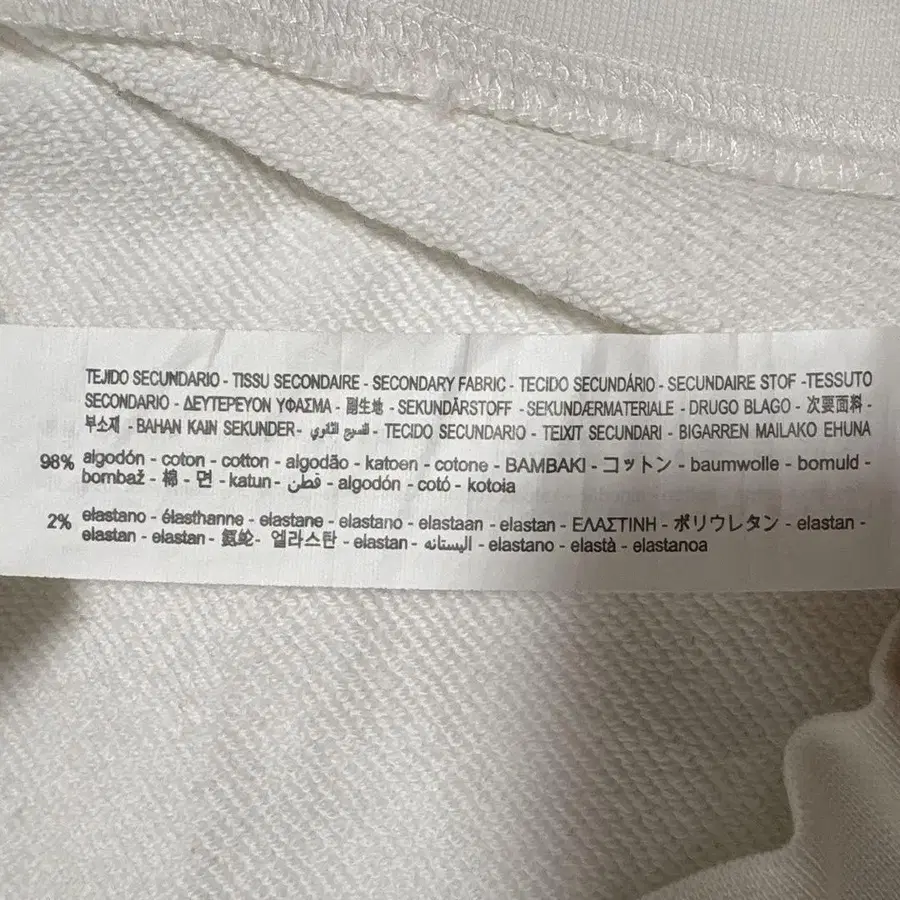 TEJIDO SECUNDARIO - TISSU SECONDAIRE - SECONDARY FABRIC - TECIDO SECUNDÁRIO - SECUNDAIRE STOF -TESSUTO
SECONDARIO - ΔΕΥΤΕΡΕΥΟΝ ΥΦΑΣΜΑ - 副生地 - SEKUNDÄRSTOFF - SEKUNDÆRMATERIALE - DRUGO BLAGO - 次要面料 -
부소재 - BAHAN KAIN SEKUNDER- النسيج الثانوي - TECIDO SECUNDARIO - TEIXIT SECUNDARI - BIGARREN MAILAKO EHUNA
98% algodón - coton - cotton - algodão - katoen - cotone - BAMBAKI - コットン - baumwolle - bomuld -
bombaž - 棉 - 면 - katun - قطن - algodón - cotó - kotoia
2% elastano - élasthanne - elastane - elastano - elastaan - elastan - ΕΛΑΣΤΙΝΗ - ポリウレタン - elastan -
elastan - elastan - 氨纶 - 엘라스탄 - elastan - اليستانه - elastano - elastà - elastanoa